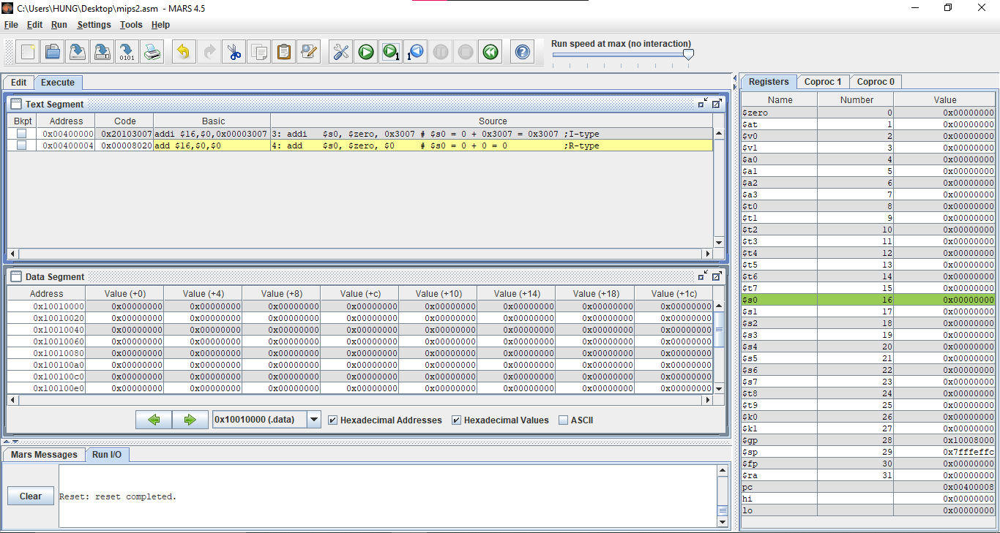 C:\Users\HUNG\Desktop\mips2.asm - MARS 4.5
File Edit Run Settings Tools Help
Run speed at max (no interaction)
Edit Execute
Text Segment
Bkpt Address Code Basic Source
0x00400000 0x20103007 addi $16,$0,0x00003007 3: addi $s0, $zero, 0x3007 # $s0 = 0 + 0x3007 = 0x3007 ;I-type
0x00400004 0x00008020 add $16,$0,$0 4: add $s0, $zero, $0 # $s0 = 0 + 0 = 0 ;R-type
Data Segment
Address Value (+0) Value (+4) Value (+8) Value (+c) Value (+10) Value (+14) Value (+18) Value (+1c)
0x10010000 0x00000000 0x00000000 0x00000000 0x00000000 0x00000000 0x00000000 0x00000000 0x00000000
0x10010020 0x00000000 0x00000000 0x00000000 0x00000000 0x00000000 0x00000000 0x00000000 0x00000000
0x10010040 0x00000000 0x00000000 0x00000000 0x00000000 0x00000000 0x00000000 0x00000000 0x00000000
0x10010060 0x00000000 0x00000000 0x00000000 0x00000000 0x00000000 0x00000000 0x00000000 0x00000000
0x10010080 0x00000000 0x00000000 0x00000000 0x00000000 0x00000000 0x00000000 0x00000000 0x00000000
0x100100a0 0x00000000 0x00000000 0x00000000 0x00000000 0x00000000 0x00000000 0x00000000 0x00000000
0x100100c0 0x00000000 0x00000000 0x00000000 0x00000000 0x00000000 0x00000000 0x00000000 0x00000000
0x100100e0 0x00000000 0x00000000 0x00000000 0x00000000 0x00000000 0x00000000 0x00000000 0x00000000
0x10010000 (.data) Hexadecimal Addresses Hexadecimal Values ASCII
Mars Messages Run I/O
Clear
Reset: reset completed.
Registers Coproc 1 Coproc 0
Name Number Value
$zero 0 0x00000000
$at 1 0x00000000
$v0 2 0x00000000
$v1 3 0x00000000
$a0 4 0x00000000
$a1 5 0x00000000
$a2 6 0x00000000
$a3 7 0x00000000
$t0 8 0x00000000
$t1 9 0x00000000
$t2 10 0x00000000
$t3 11 0x00000000
$t4 12 0x00000000
$t5 13 0x00000000
$t6 14 0x00000000
$t7 15 0x00000000
$s0 16 0x00000000
$s1 17 0x00000000
$s2 18 0x00000000
$s3 19 0x00000000
$s4 20 0x00000000
$s5 21 0x00000000
$s6 22 0x00000000
$s7 23 0x00000000
$t8 24 0x00000000
$t9 25 0x00000000
$k0 26 0x00000000
$k1 27 0x00000000
$gp 28 0x10008000
$sp 29 0x7fffeffc
$fp 30 0x00000000
$ra 31 0x00000000
pc 0x00400008
hi 0x00000000
lo 0x00000000